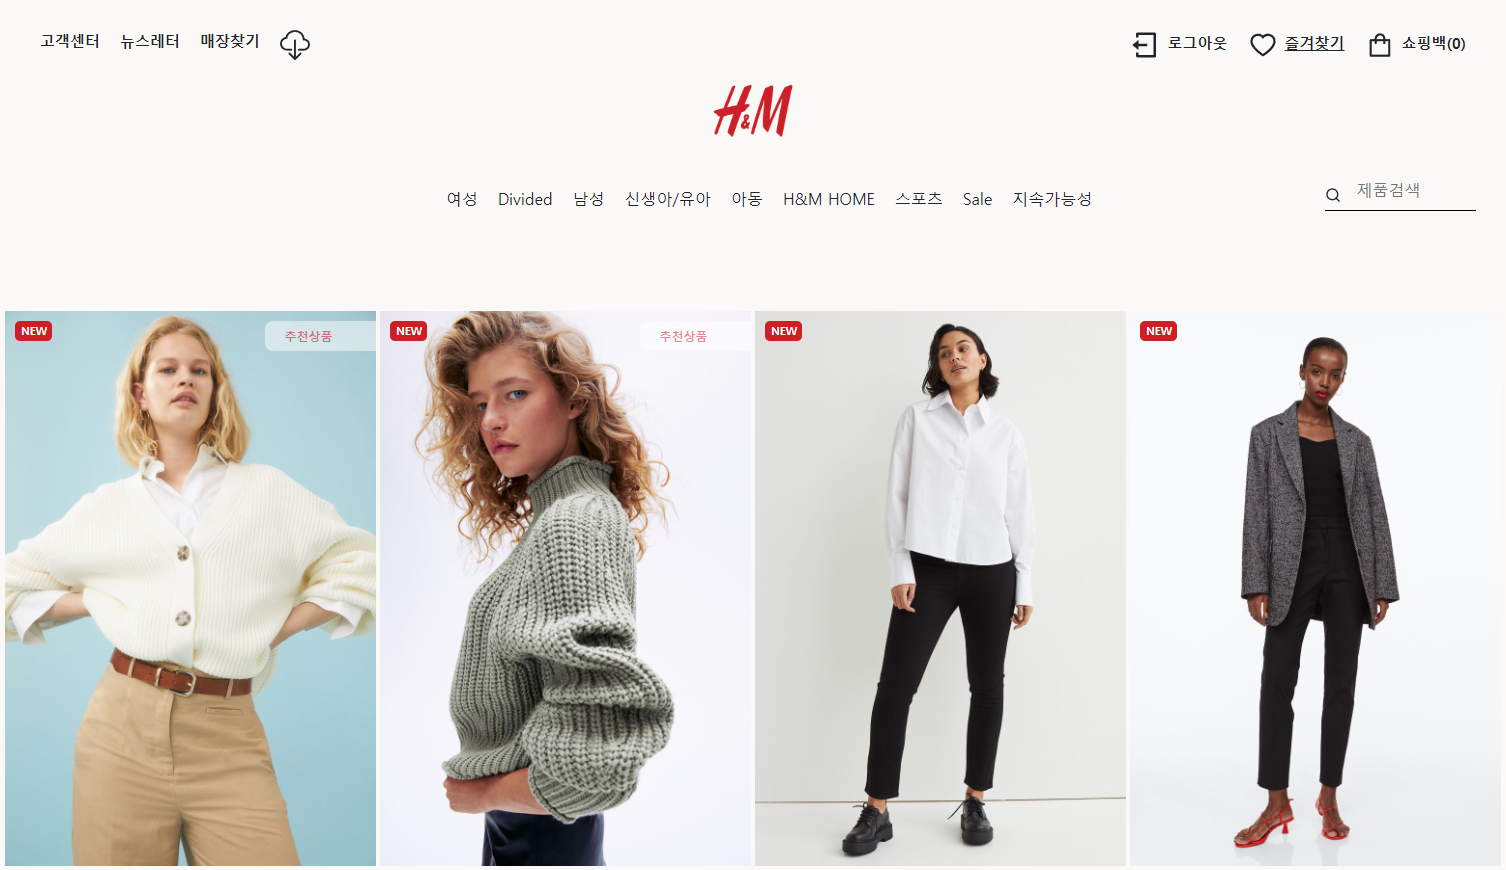 고객센터 뉴스레터 매장찾기
로그아웃 즐겨찾기 쇼핑백(0)
H&M
여성 Divided 남성 신생아/유아 아동 H&M HOME 스포츠 Sale 지속가능성
제품검색
NEW 추천상품
NEW 추천상품
NEW
NEW